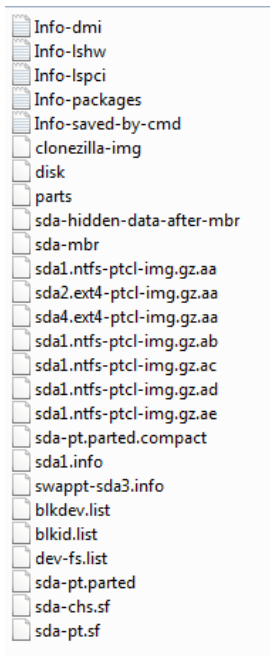 Info-dmi
Info-lshw
Info-lspci
Info-packages
Info-saved-by-cmd
clonezilla-img
disk
parts
sda-hidden-data-after-mbr
sda-mbr
sda1.ntfs-ptcl-img.gz.aa
sda2.ext4-ptcl-img.gz.aa
sda4.ext4-ptcl-img.gz.aa
sda1.ntfs-ptcl-img.gz.ab
sda1.ntfs-ptcl-img.gz.ac
sda1.ntfs-ptcl-img.gz.ad
sda1.ntfs-ptcl-img.gz.ae
sda-pt.parted.compact
sda1.info
swappt-sda3.info
blkdev.list
blkid.list
dev-fs.list
sda-pt.parted
sda-chs.sf
sda-pt.sf